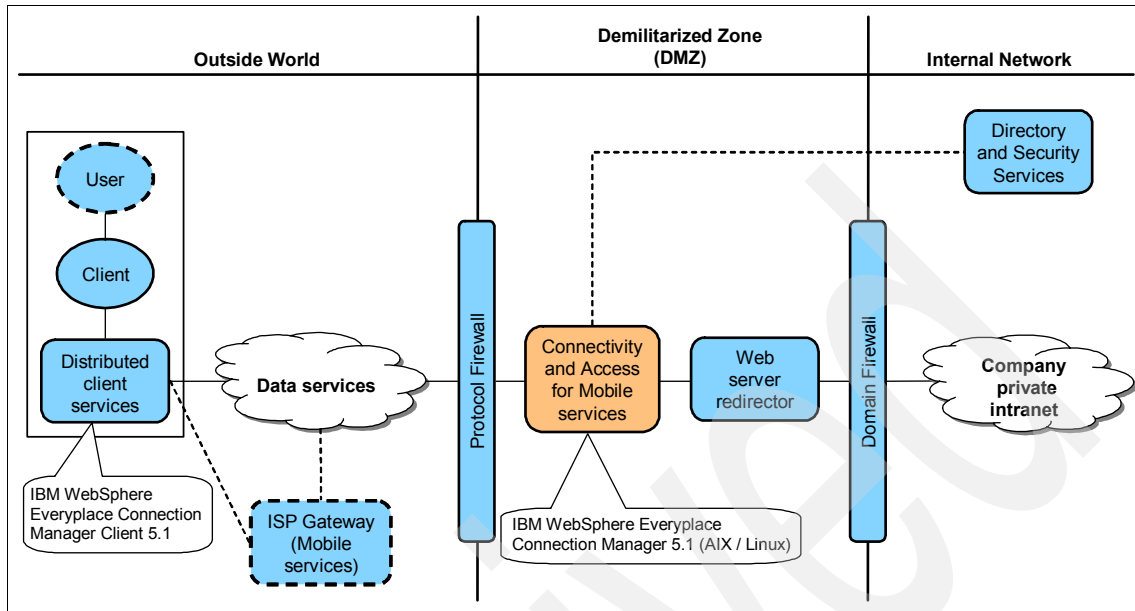 Demilitarized Zone
(DMZ)
Outside World
Internal Network
User
Client
Distributed
client
services
IBM WebSphere
Everyplace Connection
Manager Client 5.1
Data services
ISP Gateway
(Mobile
services)
Protocol Firewall
Connectivity
and Access
for Mobile
services
IBM WebSphere Everyplace
Connection Manager 5.1 (AIX / Linux)
Web
server
redirector
Domain Firewall
Directory
and Security
Services
Company
private
intranet